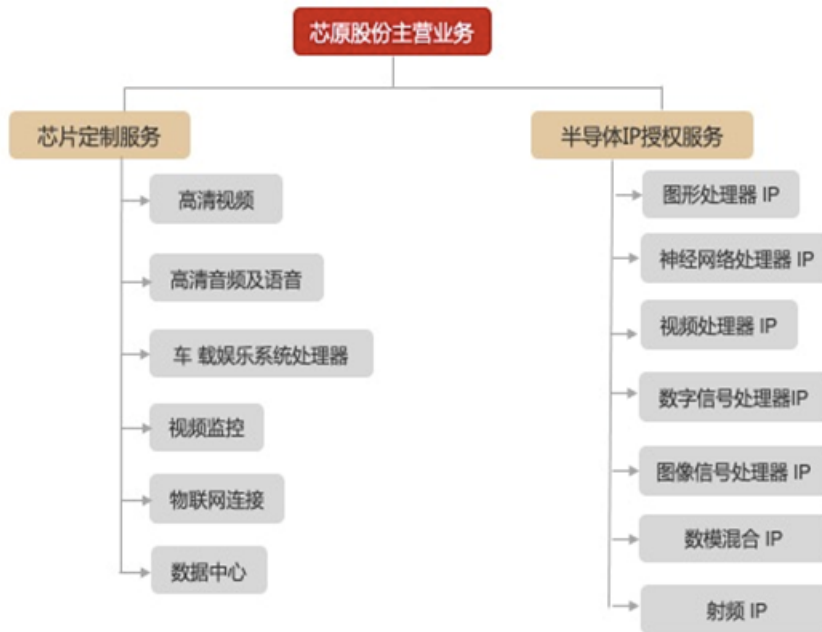 芯原股份主营业务
芯片定制服务
高清视频
高清音频及语音
车 载娱乐系统处理器
视频监控
物联网连接
数据中心
半导体IP授权服务
图形处理器 IP
神经网络处理器 IP
视频处理器 IP
数字信号处理器IP
图像信号处理器 IP
数模混合 IP
射频 IP